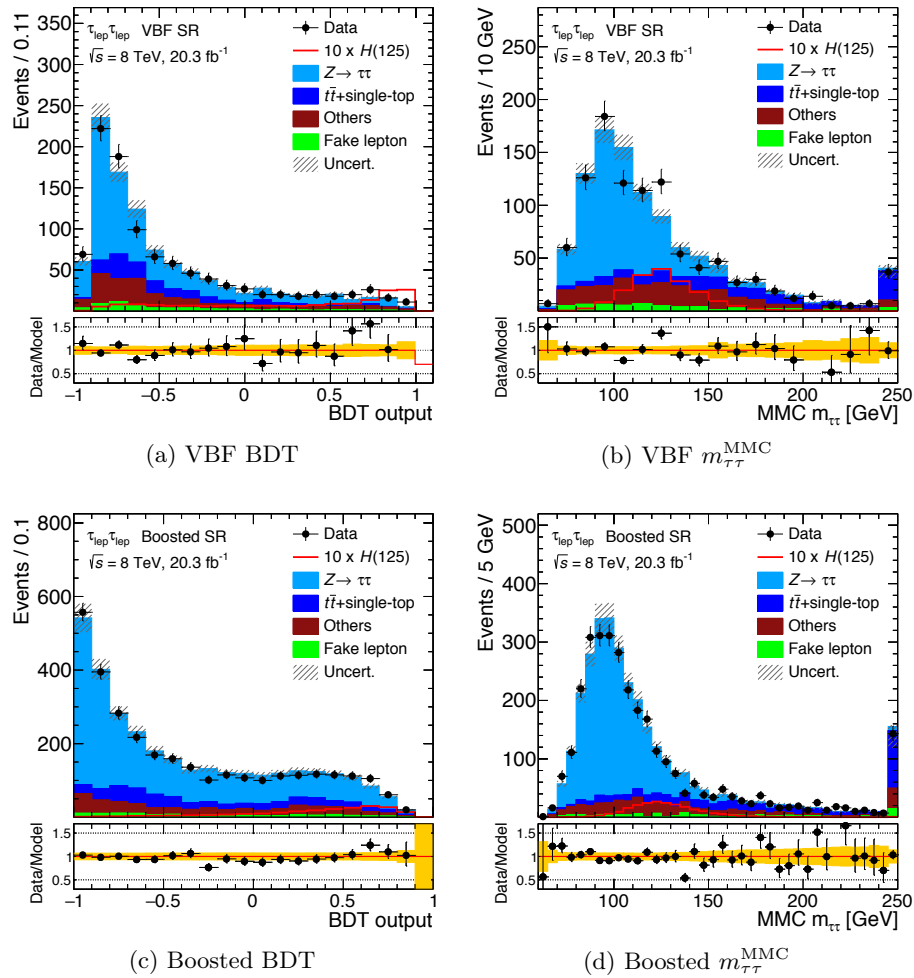 Events / 0.11
350
300
250
200
150
100
50
τlepτlep VBF SR
√s = 8 TeV, 20.3 fb-1
Data
10 x H(125)
Z→ ττ
tt̄+single-top
Others
Fake lepton
Uncert.
Data/Model
1.5
1
0.5
−1 −0.5 0 0.5 1
BDT output
(a) VBF BDT
Events / 10 GeV
250
200
150
100
50
τlepτlep VBF SR
√s = 8 TeV, 20.3 fb-1
Data
10 x H(125)
Z→ ττ
tt̄+single-top
Others
Fake lepton
Uncert.
Data/Model
1.5
1
0.5
100 150 200 250
MMC mττ [GeV]
(b) VBF mττMMC
Events / 0.1
800
600
400
200
τlepτlep Boosted SR
√s = 8 TeV, 20.3 fb-1
Data
10 x H(125)
Z→ ττ
tt̄+single-top
Others
Fake lepton
Uncert.
Data/Model
1.5
1
0.5
−1 −0.5 0 0.5 1
BDT output
(c) Boosted BDT
Events / 5 GeV
500
400
300
200
100
τlepτlep Boosted SR
√s = 8 TeV, 20.3 fb-1
Data
10 x H(125)
Z→ ττ
tt̄+single-top
Others
Fake lepton
Uncert.
Data/Model
1.5
1
0.5
100 150 200 250
MMC mττ [GeV]
(d) Boosted mττMMC